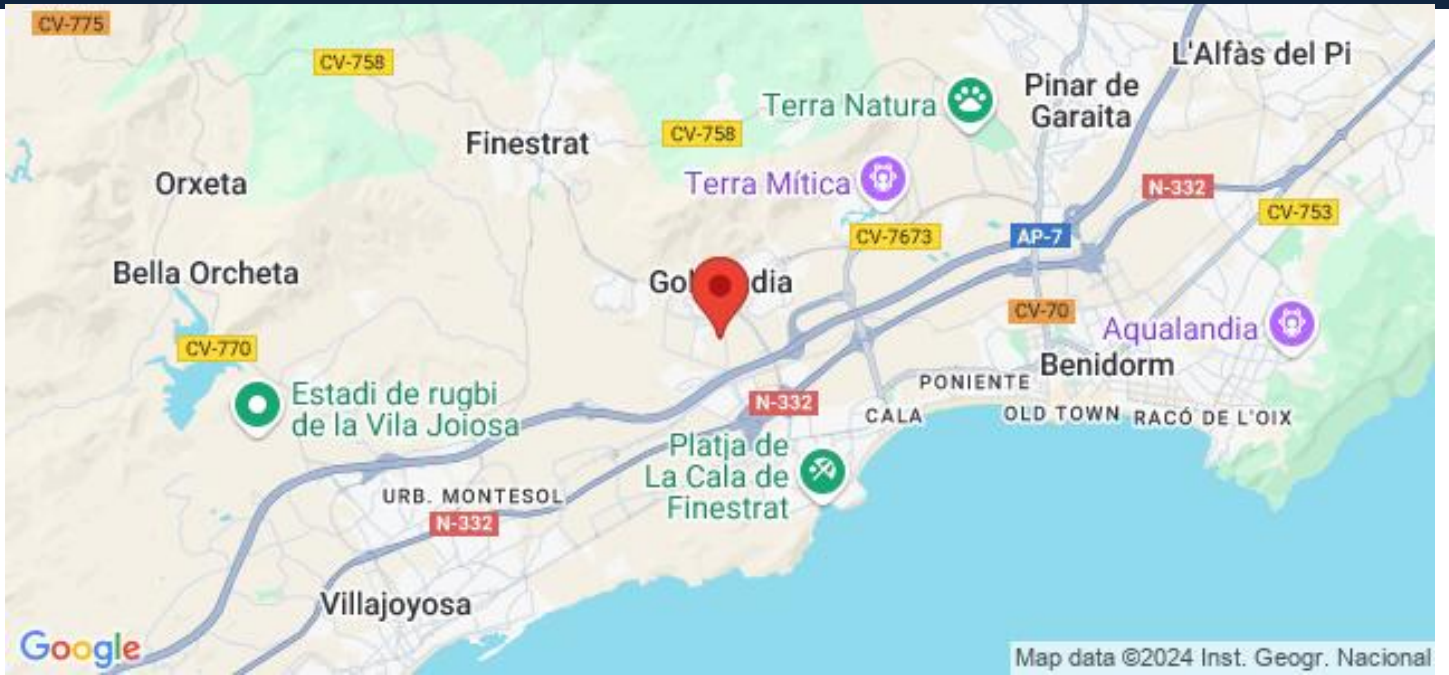 CV-775
CV-758
L'Alfàs del Pi
Pinar de
Garaita
Terra Natura
Finestrat
CV-758
Orxeta
Terra Mítica
N-332
CV-753
CV-7673
AP-7
Bella Orcheta
CV-70
Aqualandia
CV-770
Benidorm
PONIENTE
Estadi de rugbi
de la Vila Joiosa
N-332
CALA
OLD TOWN
RACÓ DE L'OIX
Platja de
La Cala de
Finestrat
URB. MONTESOL
N-332
Villajoyosa
Google
Map data ©2024 Inst. Geogr. Nacional